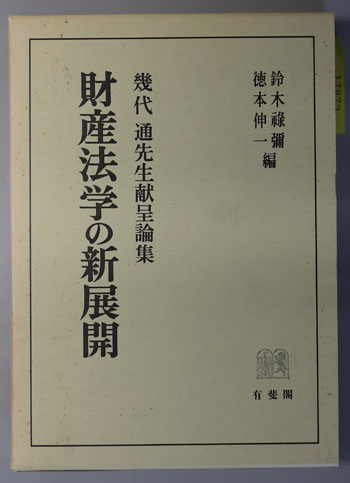 鈴木祿彌
徳本伸一 編
幾代 通先生献呈論集
財産法学の新展開
有斐閣